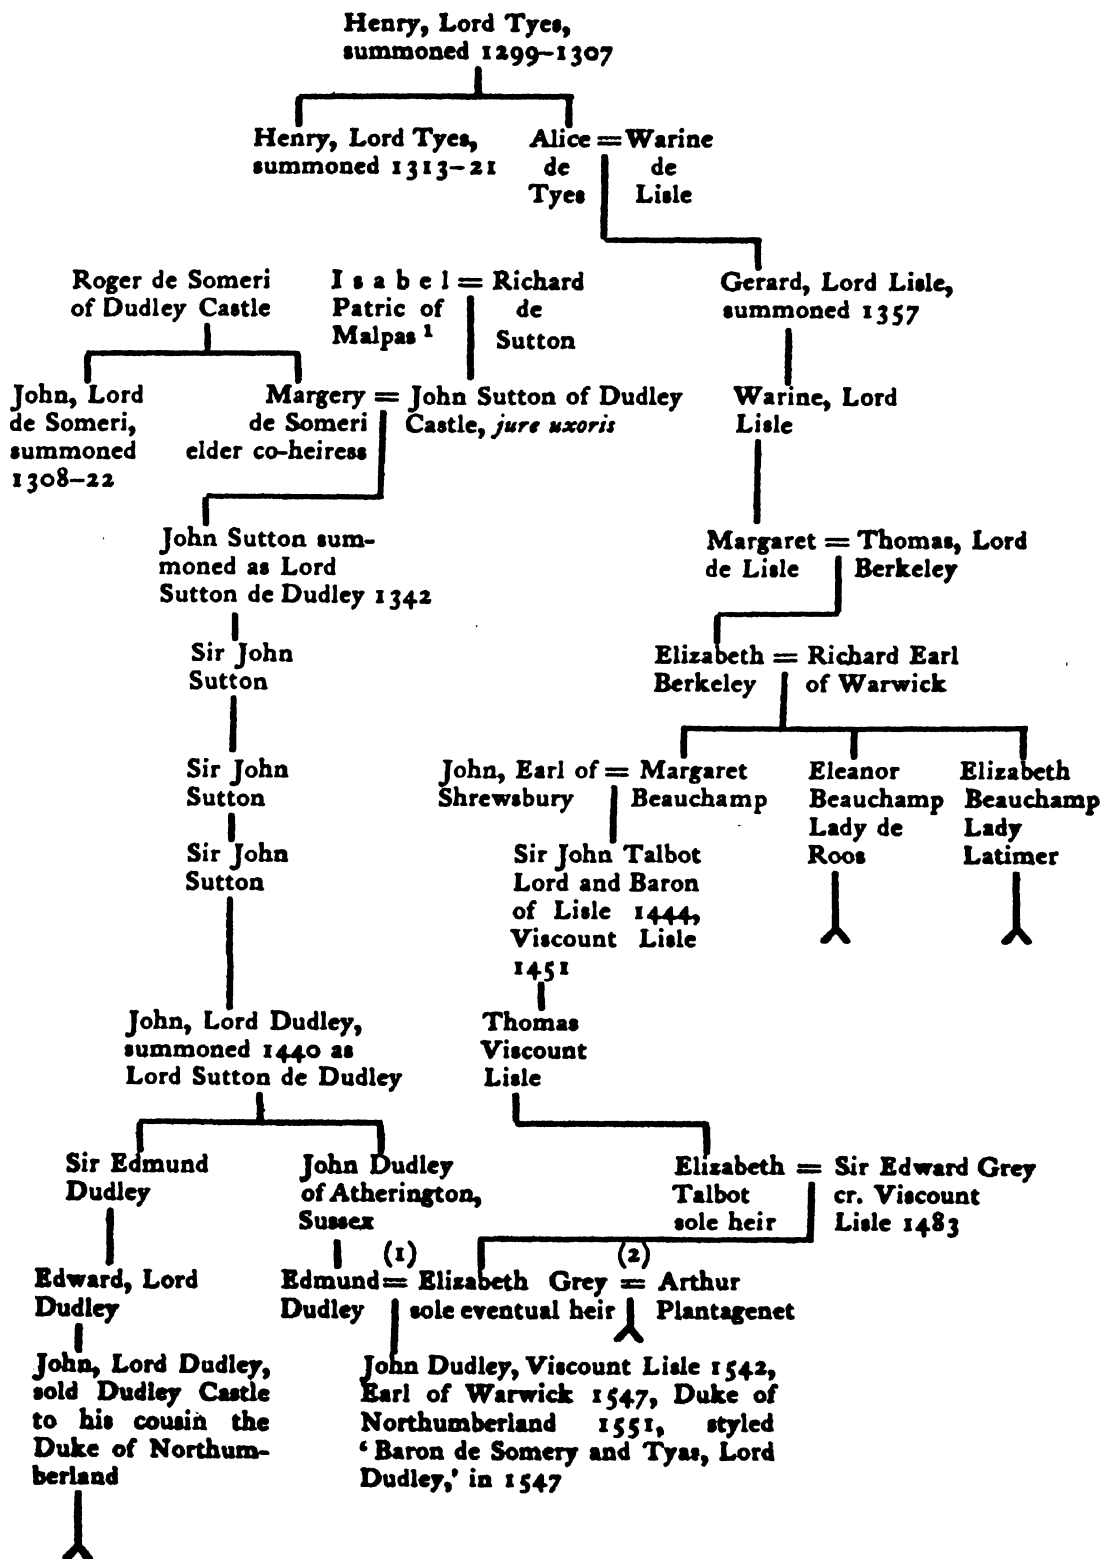 Henry, Lord Tyes,
summoned 1299–1307
Henry, Lord Tyes,
summoned 1313–21
Alice = Warine
de de
Tyes Lisle
Roger de Someri
of Dudley Castle
Isabel = Richard
Patric of de
Malpas 1 Sutton
Gerard, Lord Lisle,
summoned 1357
John, Lord
de Someri,
summoned
1308–22
Margery = John Sutton of Dudley
de Someri Castle, jure uxoris
elder co-heiress
Warine, Lord
Lisle
John Sutton sum-
moned as Lord
Sutton de Dudley 1342
Margaret = Thomas, Lord
de Lisle Berkeley
Sir John
Sutton
Elizabeth = Richard Earl
Berkeley of Warwick
Sir John
Sutton
John, Earl of = Margaret
Shrewsbury Beauchamp
Eleanor
Beauchamp
Lady de
Roos
Elizabeth
Beauchamp
Lady
Latimer
Sir John
Sutton
Sir John Talbot
Lord and Baron
of Lisle 1444,
Viscount Lisle
1451
John, Lord Dudley,
summoned 1440 as
Lord Sutton de Dudley
Thomas
Viscount
Lisle
Sir Edmund
Dudley
John Dudley
of Atherington,
Sussex
Elizabeth = Sir Edward Grey
Talbot cr. Viscount
sole heir Lisle 1483
Edward, Lord
Dudley
(1) (2)
Edmund = Elizabeth Grey = Arthur
Dudley sole eventual heir Plantagenet
John, Lord Dudley,
sold Dudley Castle
to his cousin the
Duke of Northum-
berland
John Dudley, Viscount Lisle 1542,
Earl of Warwick 1547, Duke of
Northumberland 1551, styled
‘Baron de Somery and Tyas, Lord
Dudley,’ in 1547